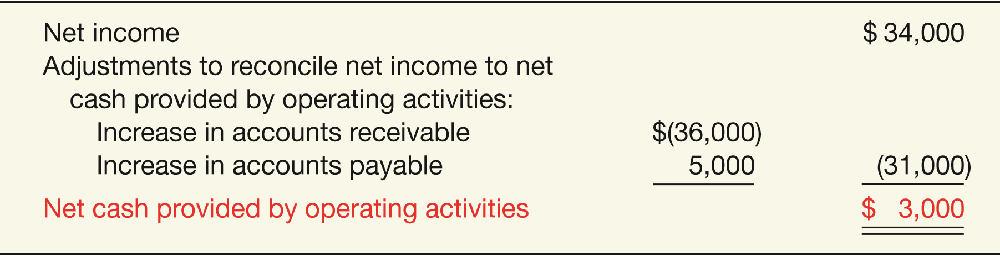 Net income $ 34,000
Adjustments to reconcile net income to net
cash provided by operating activities:
Increase in accounts receivable $(36,000)
Increase in accounts payable 5,000 (31,000)
Net cash provided by operating activities $ 3,000